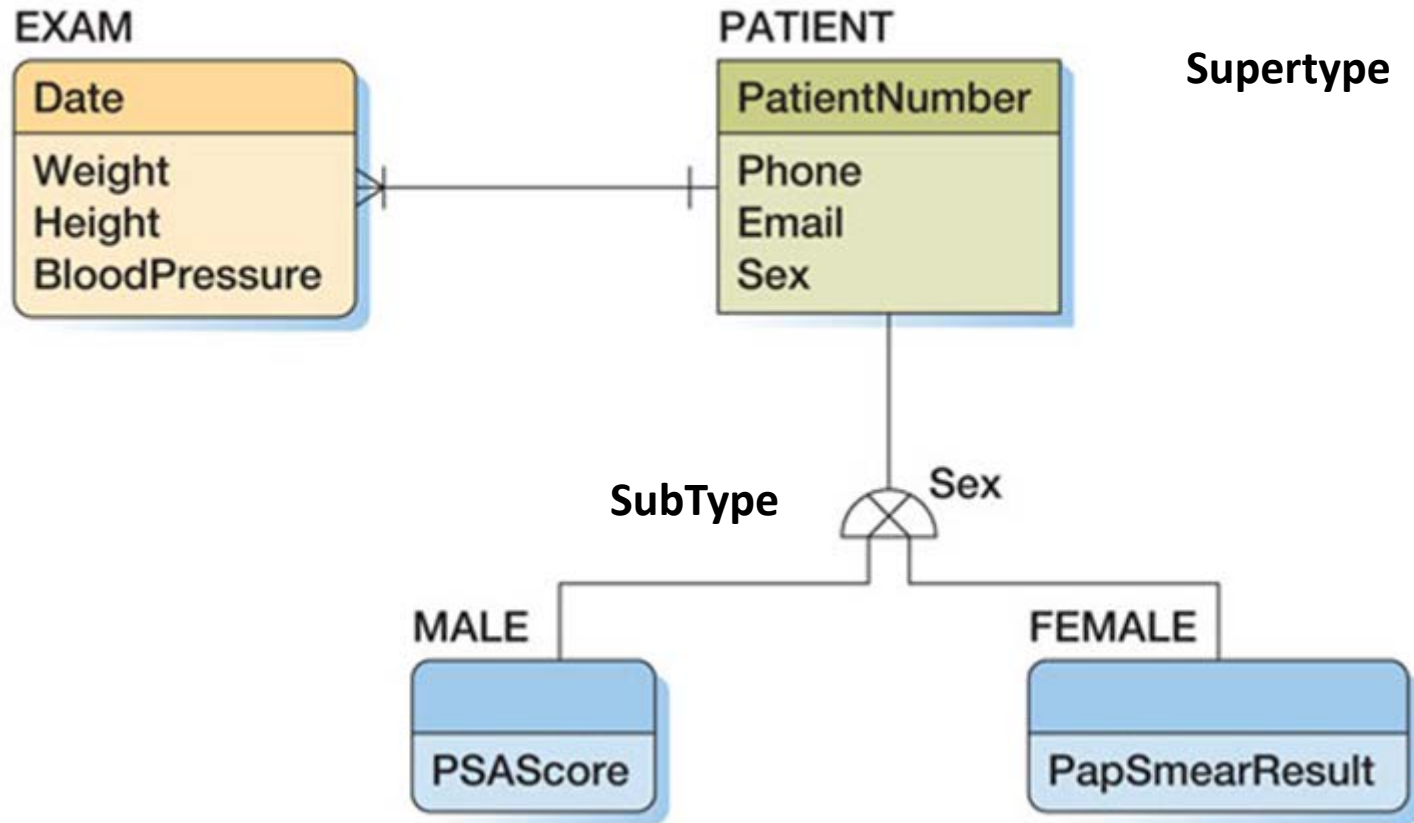 EXAM
Date
Weight
Height
BloodPressure
PATIENT
PatientNumber
Phone
Email
Sex
Supertype
SubType
Sex
MALE
PSAScore
FEMALE
PapSmearResult